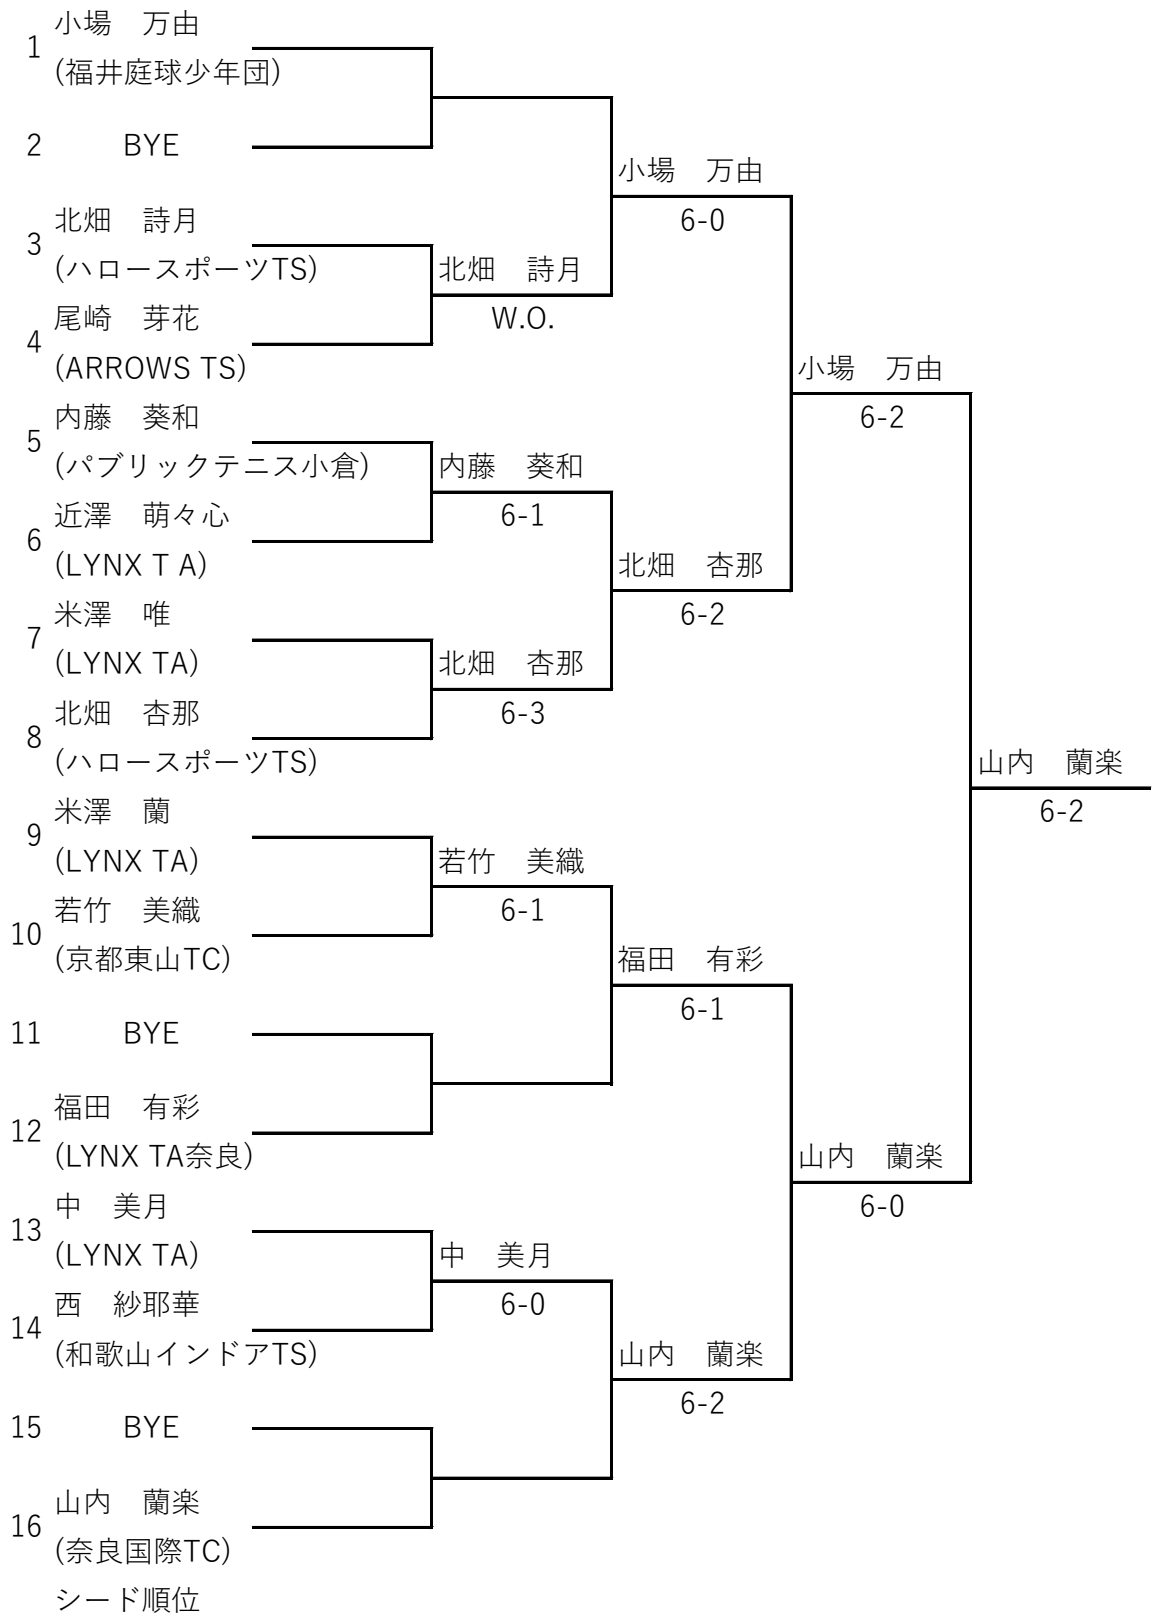 小場　万由
1
(福井庭球少年団)
2 BYE
小場　万由
6-0
北畑　詩月
3
(ハロースポーツTS)
北畑　詩月
W.O.
尾崎　芽花
4
(ARROWS TS)
小場　万由
6-2
内藤　葵和
5
(パブリックテニス小倉)
内藤　葵和
6-1
近澤　萌々心
6
(LYNX T A)
北畑　杏那
6-2
米澤　唯
7
(LYNX TA)
北畑　杏那
6-3
北畑　杏那
8
(ハロースポーツTS)
山内　蘭楽
6-2
米澤　蘭
9
(LYNX TA)
若竹　美織
6-1
若竹　美織
10
(京都東山TC)
福田　有彩
6-1
11 BYE
福田　有彩
12
(LYNX TA奈良)
山内　蘭楽
6-0
中　美月
13
(LYNX TA)
中　美月
6-0
西　紗耶華
14
(和歌山インドアTS)
山内　蘭楽
6-2
15 BYE
山内　蘭楽
16
(奈良国際TC)
シード順位